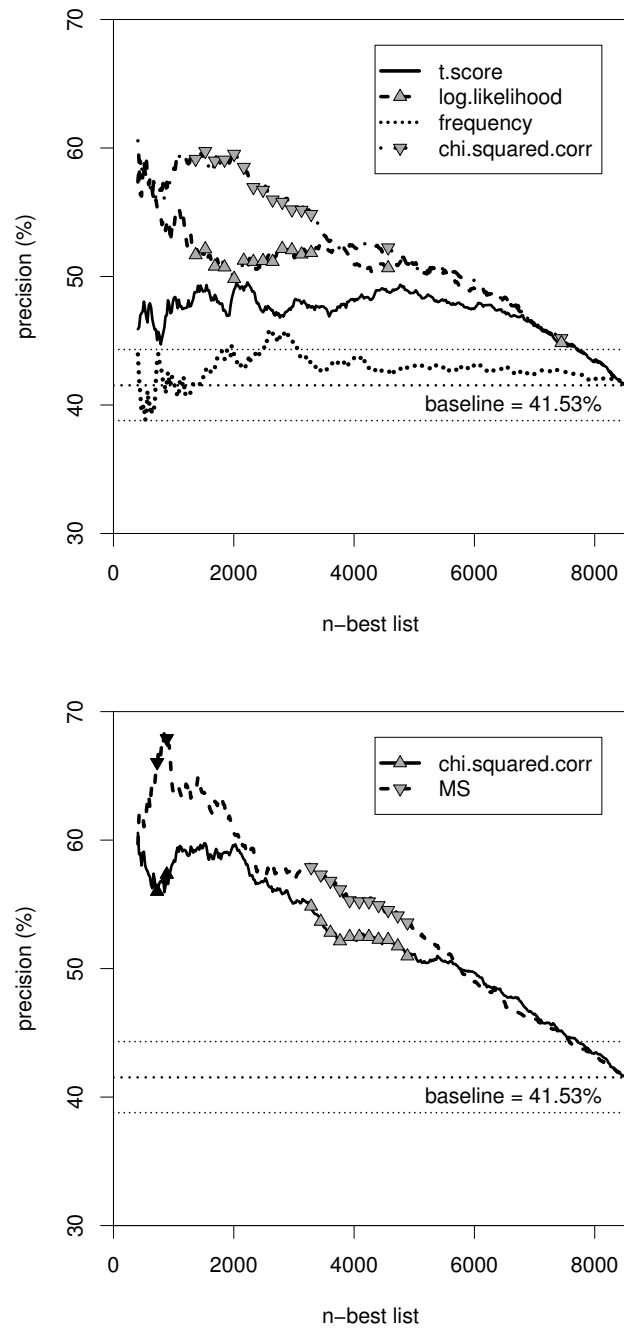 70
60
50
40
30
precision (%)
t.score
log.likelihood
frequency
chi.squared.corr
baseline = 41.53%
0 2000 4000 6000 8000
n−best list
70
60
50
40
30
precision (%)
chi.squared.corr
MS
baseline = 41.53%
0 2000 4000 6000 8000
n−best list